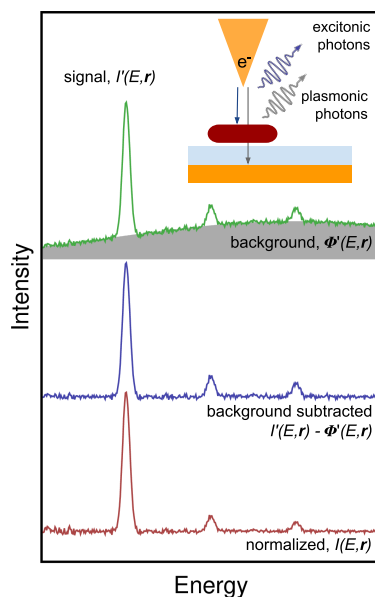 excitonic
photons
e-
signal, I'(E,r)
plasmonic
photons
background, Φ'(E,r)
Intensity
background subtracted
I'(E,r) - Φ'(E,r)
normalized, I(E,r)
Energy